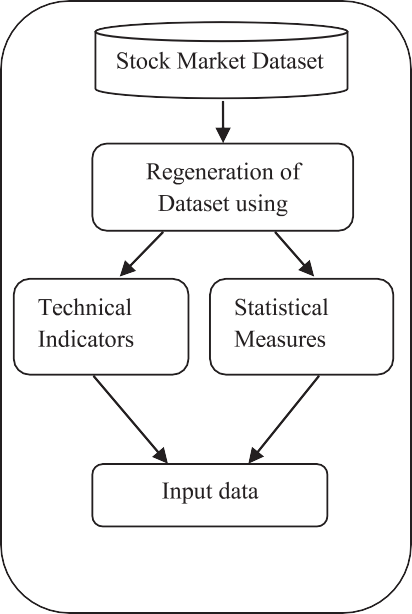 Stock Market Dataset
Regeneration of
Dataset using
Technical
Indicators
Statistical
Measures
Input data